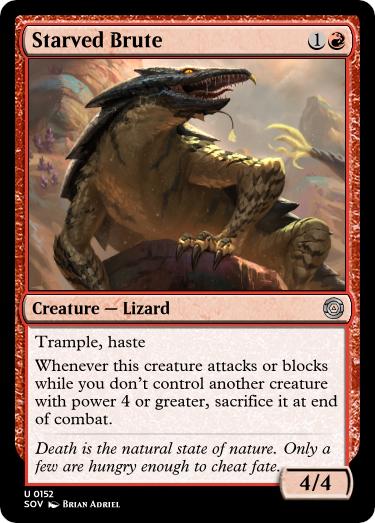 Starved Brute 1
Creature — Lizard
Trample, haste
Whenever this creature attacks or blocks
while you don't control another creature
with power 4 or greater, sacrifice it at end
of combat.
Death is the natural state of nature. Only a
few are hungry enough to cheat fate.
4/4
U 0152
SOV Brian Adriel